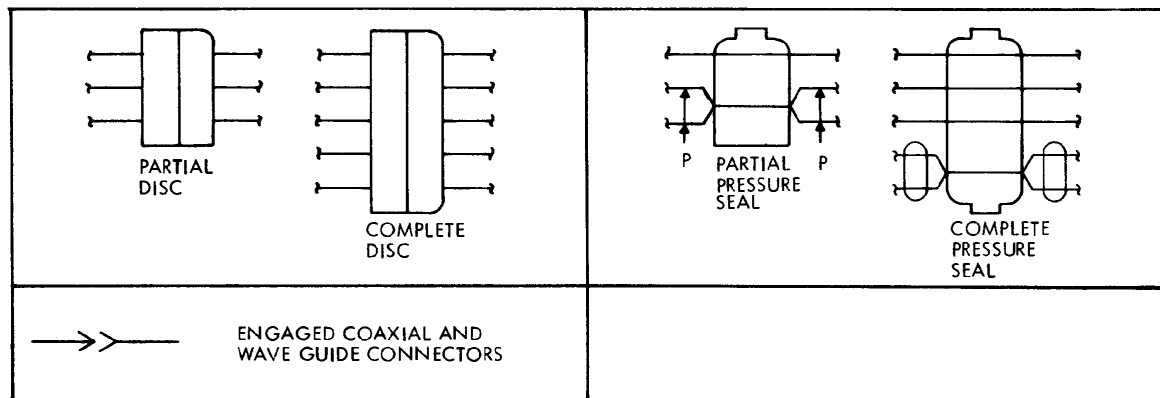 PARTIAL
DISC
COMPLETE
DISC
P
PARTIAL
PRESSURE
SEAL
P
COMPLETE
PRESSURE
SEAL
ENGAGED COAXIAL AND
WAVE GUIDE CONNECTORS